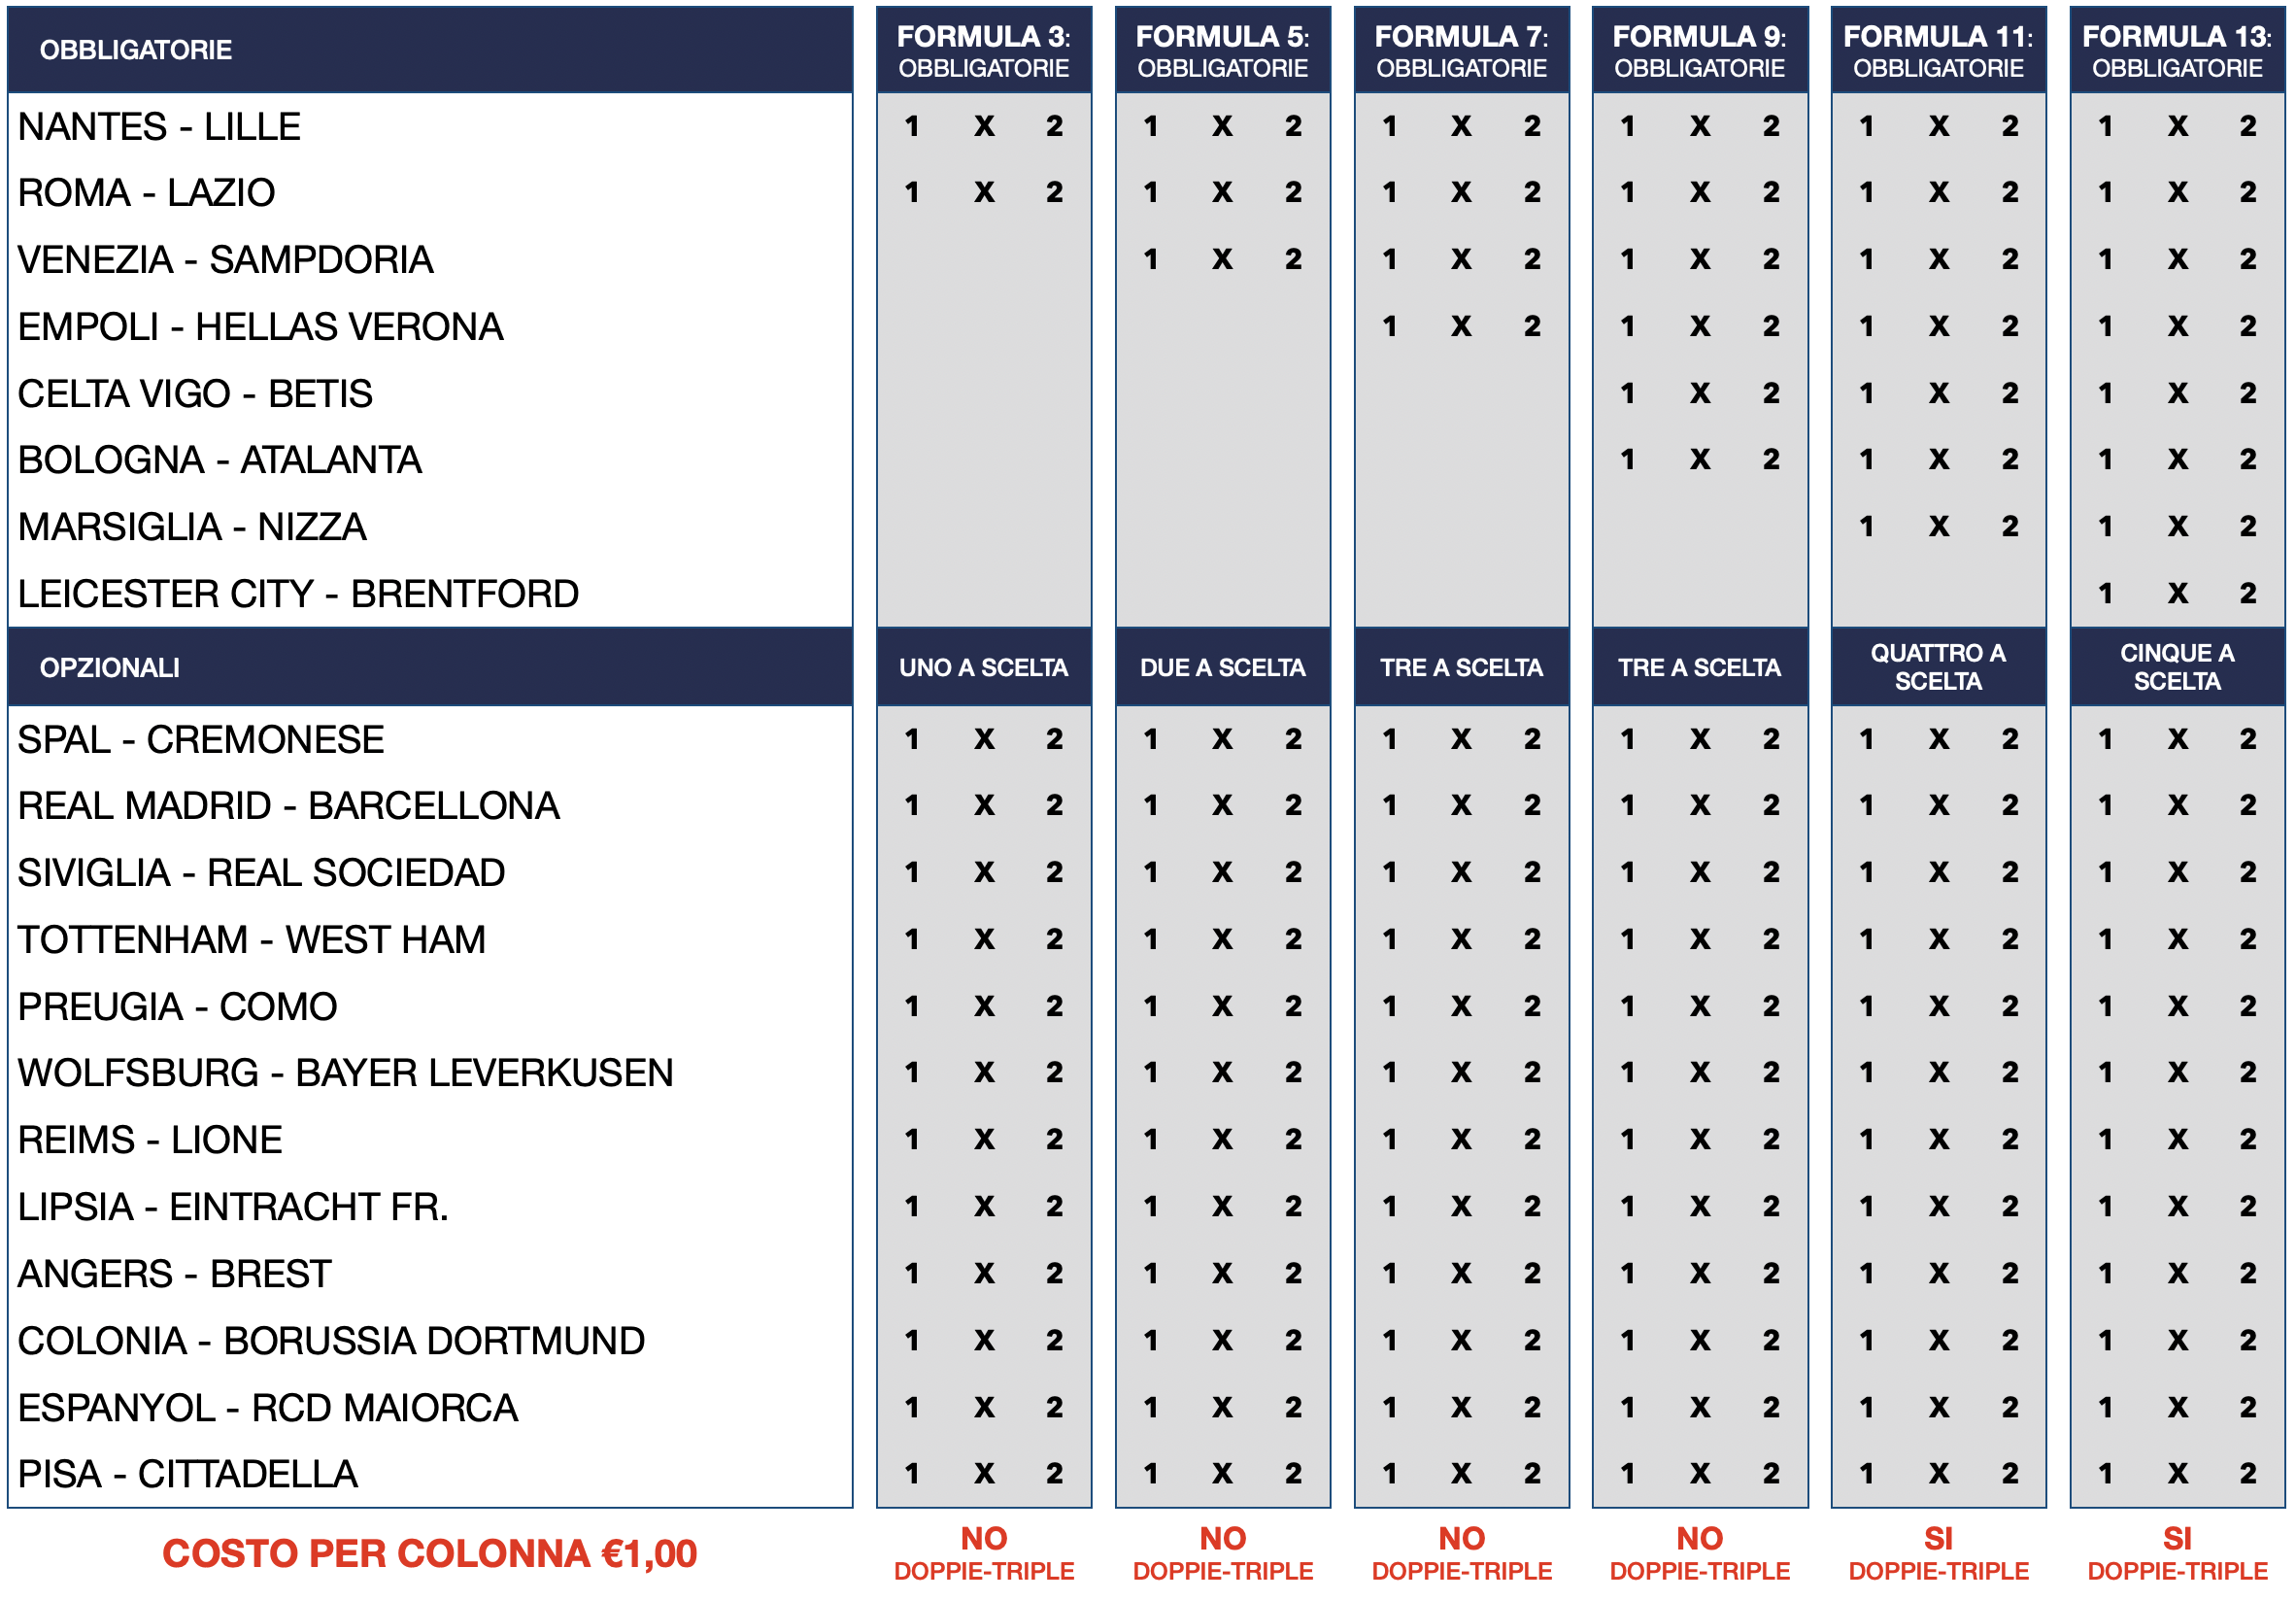 OBBLIGATORIE FORMULA 3: FORMULA 5: FORMULA 7: FORMULA 9: FORMULA 11: FORMULA 13:
OBBLIGATORIE OBBLIGATORIE OBBLIGATORIE OBBLIGATORIE OBBLIGATORIE OBBLIGATORIE
NANTES - LILLE 1 X 2 1 X 2 1 X 2 1 X 2 1 X 2 1 X 2
ROMA - LAZIO 1 X 2 1 X 2 1 X 2 1 X 2 1 X 2 1 X 2
VENEZIA - SAMPDORIA 1 X 2 1 X 2 1 X 2 1 X 2 1 X 2
EMPOLI - HELLAS VERONA 1 X 2 1 X 2 1 X 2 1 X 2
CELTA VIGO - BETIS 1 X 2 1 X 2 1 X 2
BOLOGNA - ATALANTA 1 X 2 1 X 2 1 X 2
MARSIGLIA - NIZZA 1 X 2 1 X 2
LEICESTER CITY - BRENTFORD 1 X 2
OPZIONALI UNO A SCELTA DUE A SCELTA TRE A SCELTA TRE A SCELTA QUATTRO A CINQUE A
SCELTA SCELTA
SPAL - CREMONESE 1 X 2 1 X 2 1 X 2 1 X 2 1 X 2 1 X 2
REAL MADRID - BARCELLONA 1 X 2 1 X 2 1 X 2 1 X 2 1 X 2 1 X 2
SIVIGLIA - REAL SOCIEDAD 1 X 2 1 X 2 1 X 2 1 X 2 1 X 2 1 X 2
TOTTENHAM - WEST HAM 1 X 2 1 X 2 1 X 2 1 X 2 1 X 2 1 X 2
PREUGIA - COMO 1 X 2 1 X 2 1 X 2 1 X 2 1 X 2 1 X 2
WOLFSBURG - BAYER LEVERKUSEN 1 X 2 1 X 2 1 X 2 1 X 2 1 X 2 1 X 2
REIMS - LIONE 1 X 2 1 X 2 1 X 2 1 X 2 1 X 2 1 X 2
LIPSIA - EINTRACHT FR. 1 X 2 1 X 2 1 X 2 1 X 2 1 X 2 1 X 2
ANGERS - BREST 1 X 2 1 X 2 1 X 2 1 X 2 1 X 2 1 X 2
COLONIA - BORUSSIA DORTMUND 1 X 2 1 X 2 1 X 2 1 X 2 1 X 2 1 X 2
ESPANYOL - RCD MAIORCA 1 X 2 1 X 2 1 X 2 1 X 2 1 X 2 1 X 2
PISA - CITTADELLA 1 X 2 1 X 2 1 X 2 1 X 2 1 X 2 1 X 2
COSTO PER COLONNA €1,00 NO NO NO NO SI SI
DOPPIE-TRIPLE DOPPIE-TRIPLE DOPPIE-TRIPLE DOPPIE-TRIPLE DOPPIE-TRIPLE DOPPIE-TRIPLE